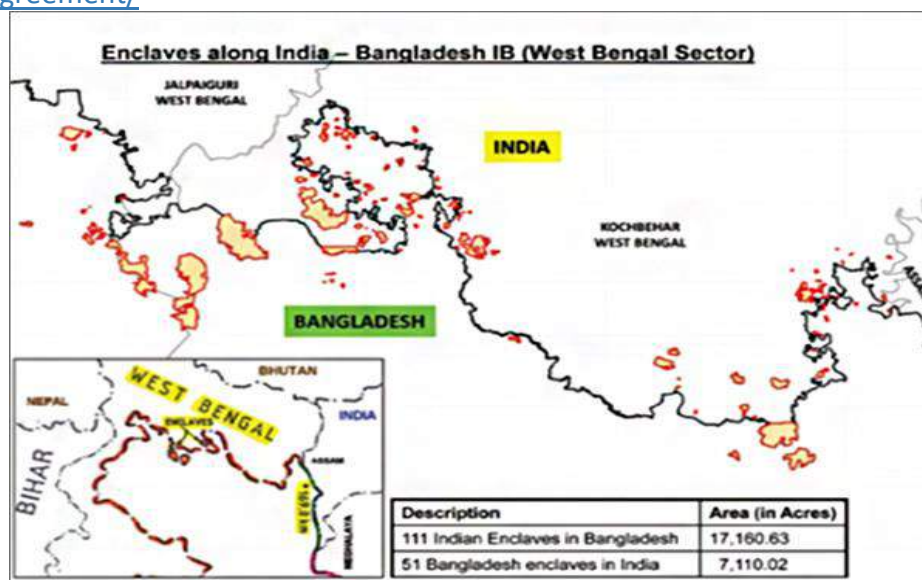 greement/
Enclaves along India – Bangladesh IB (West Bengal Sector)
JALPAIGURI
WEST BENGAL
INDIA
KOCHBEHAR
WEST BENGAL
BANGLADESH
NEPAL
BHUTAN
WEST BENGAL
INDIA
ENCLAVES
BIHAR
ASSAM
MEGHALAYA
Description Area (in Acres)
111 Indian Enclaves in Bangladesh 17,160.63
51 Bangladesh enclaves in India 7,110.02